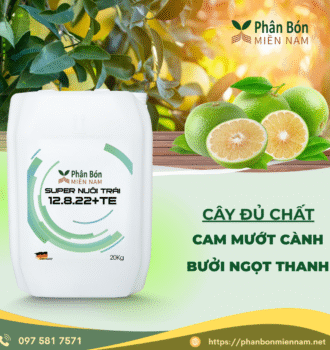 Phân Bón
MIỀN NAM
Phân Bón
MIỀN NAM
SUPER NUÔI TRÁI
12.8.22+TE
20Kg
CÂY ĐỦ CHẤT
CAM MƯỚT CÀNH
BƯỞI NGỌT THANH
097 581 7571
https://phanbonmiennam.net